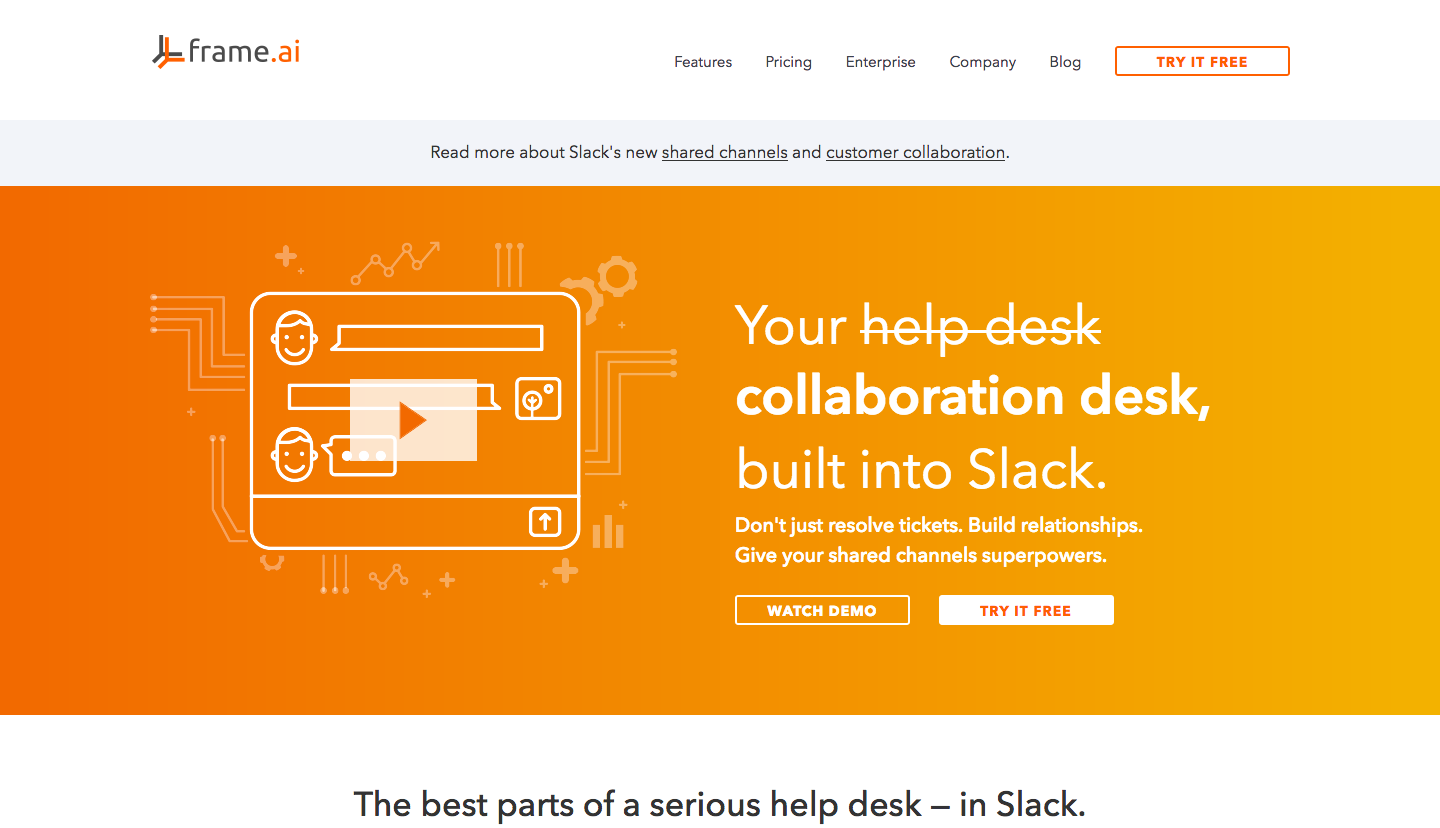 frame.ai
Features Pricing Enterprise Company Blog TRY IT FREE
Read more about Slack's new shared channels and customer collaboration.
Your help desk
collaboration desk,
built into Slack.
Don't just resolve tickets. Build relationships.
Give your shared channels superpowers.
WATCH DEMO TRY IT FREE
The best parts of a serious help desk – in Slack.